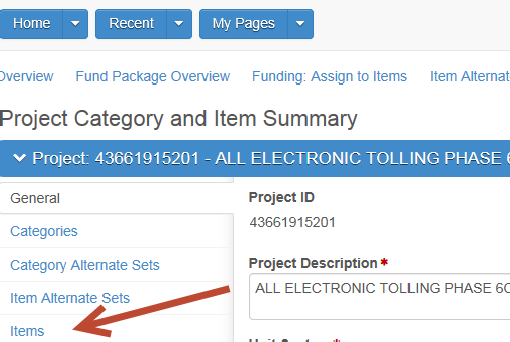 Home Recent My Pages
Overview Fund Package Overview Funding: Assign to Items Item Alternat
Project Category and Item Summary
Project: 43661915201 - ALL ELECTRONIC TOLLING PHASE 6
General
Categories
Category Alternate Sets
Item Alternate Sets
Items
Project ID
43661915201
Project Description*
ALL ELECTRONIC TOLLING PHASE 6C